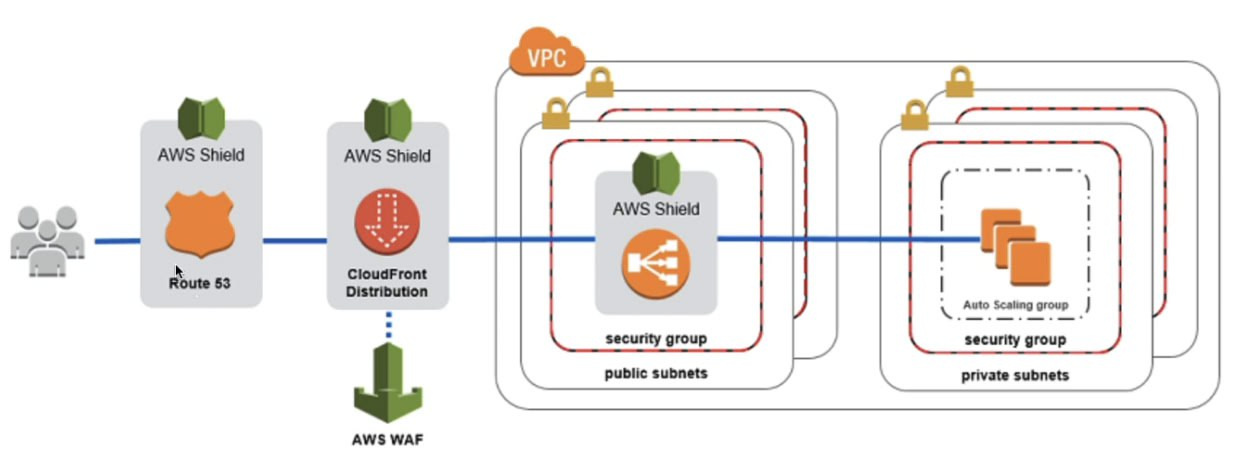 VPC
AWS Shield
Route 53
AWS Shield
CloudFront
Distribution
AWS WAF
AWS Shield
security group
public subnets
Auto Scaling group
security group
private subnets